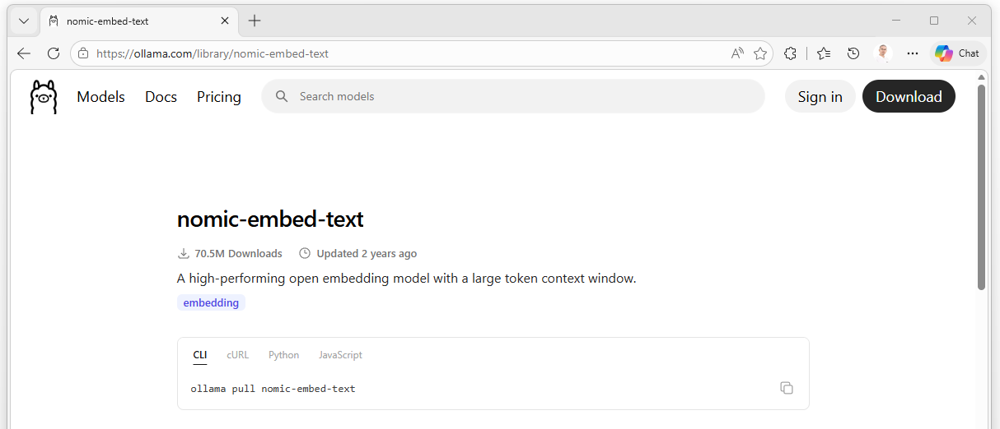 nomic-embed-text
https://ollama.com/library/nomic-embed-text
Chat
Models Docs Pricing Search models Sign in Download
nomic-embed-text
70.5M Downloads Updated 2 years ago
A high-performing open embedding model with a large token context window.
embedding
CLI cURL Python JavaScript
ollama pull nomic-embed-text